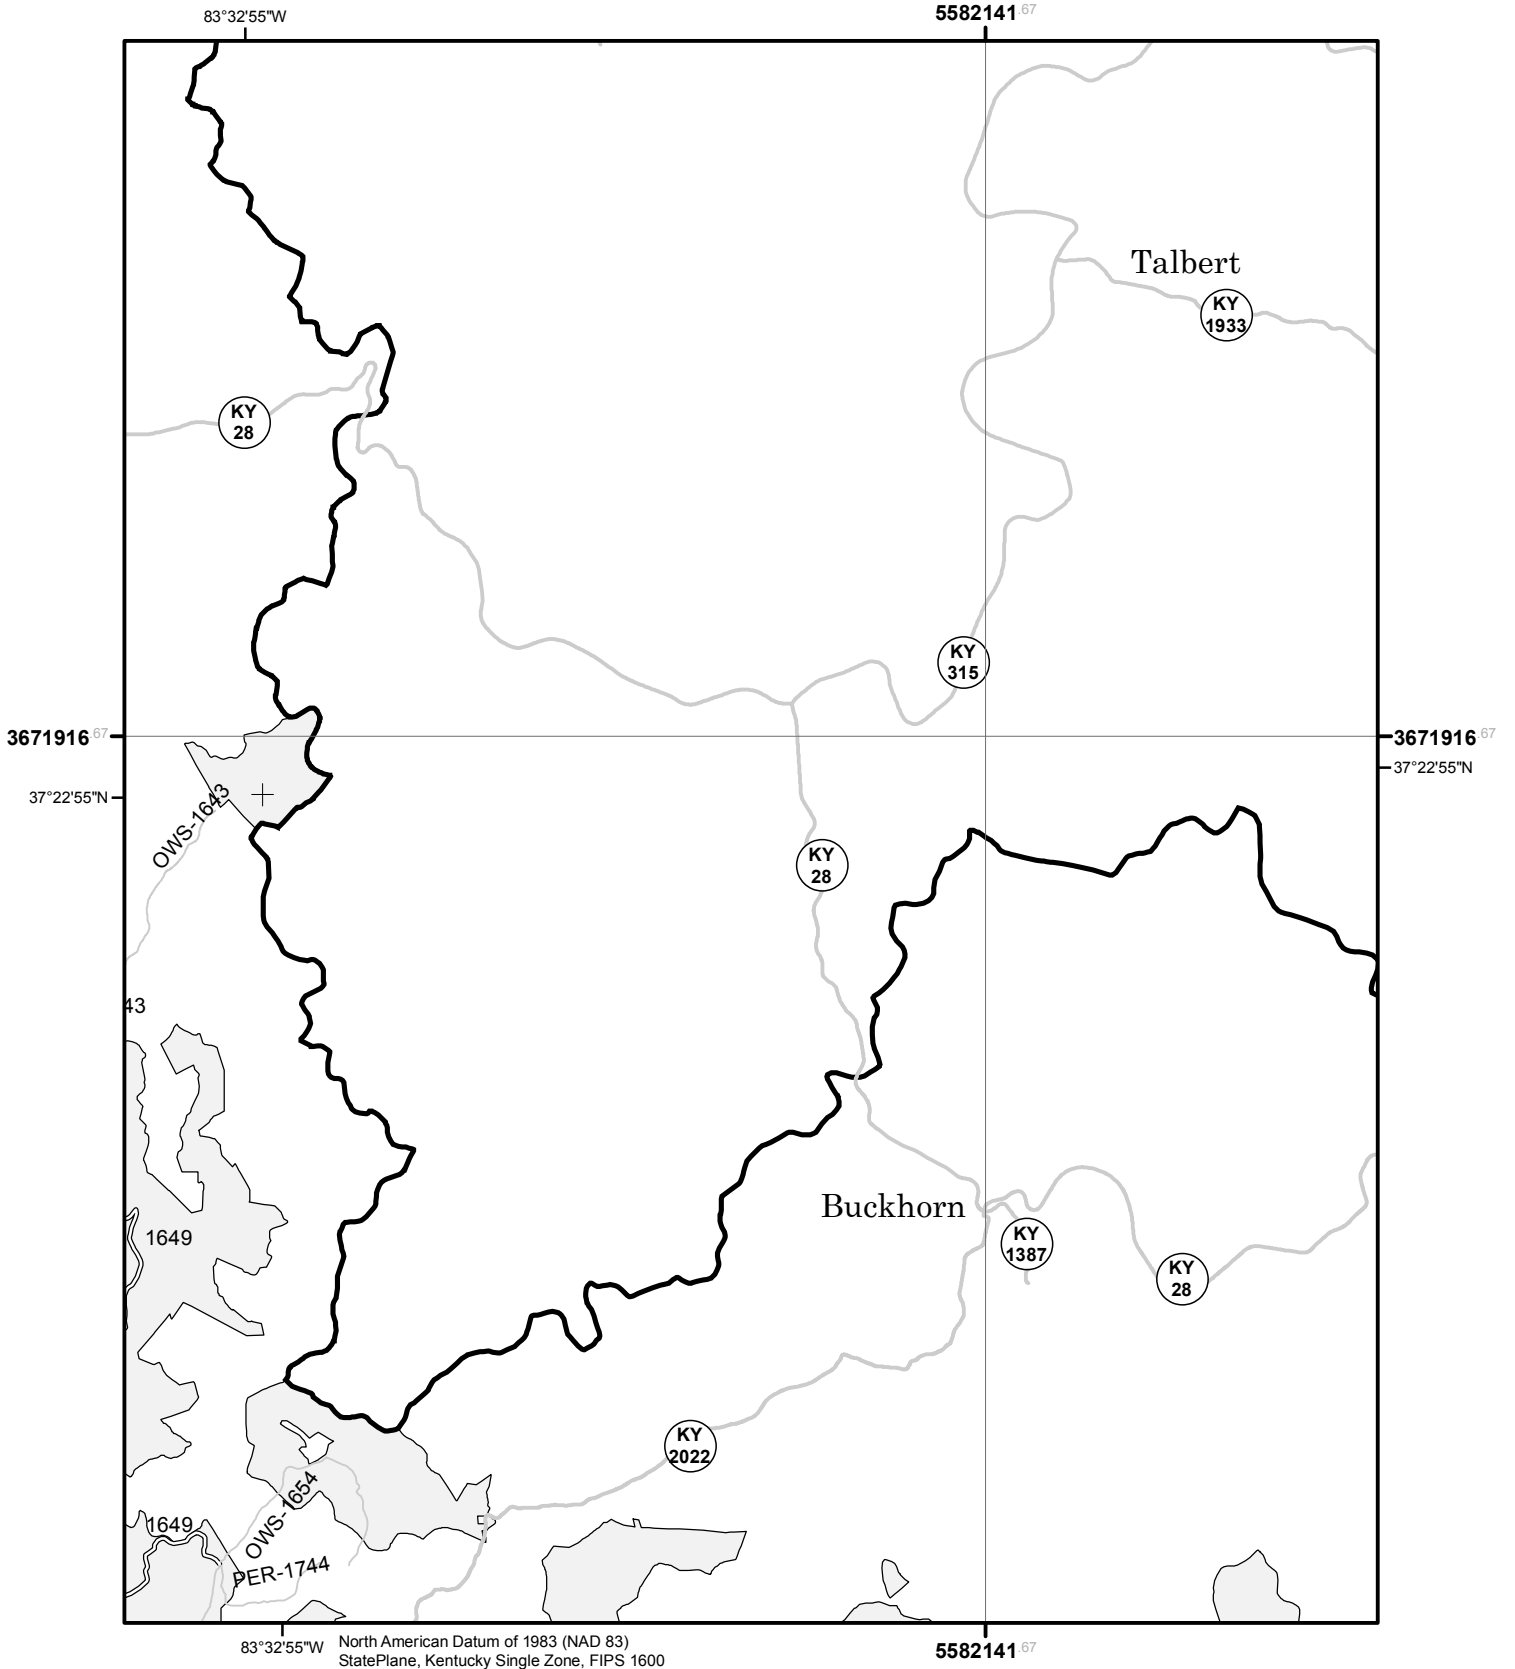 83°32'55"W
5582141.67
Talbert
KY
1933
KY
28
KY
315
3671916.67
3671916.67
37°22'55"N
37°22'55"N
OWS-1643
KY
28
43
Buckhorn
1649
KY
1387
KY
28
KY
2022
OWS-1654
1649
PER-1744
83°32'55"W
North American Datum of 1983 (NAD 83)
StatePlane, Kentucky Single Zone, FIPS 1600
5582141.67